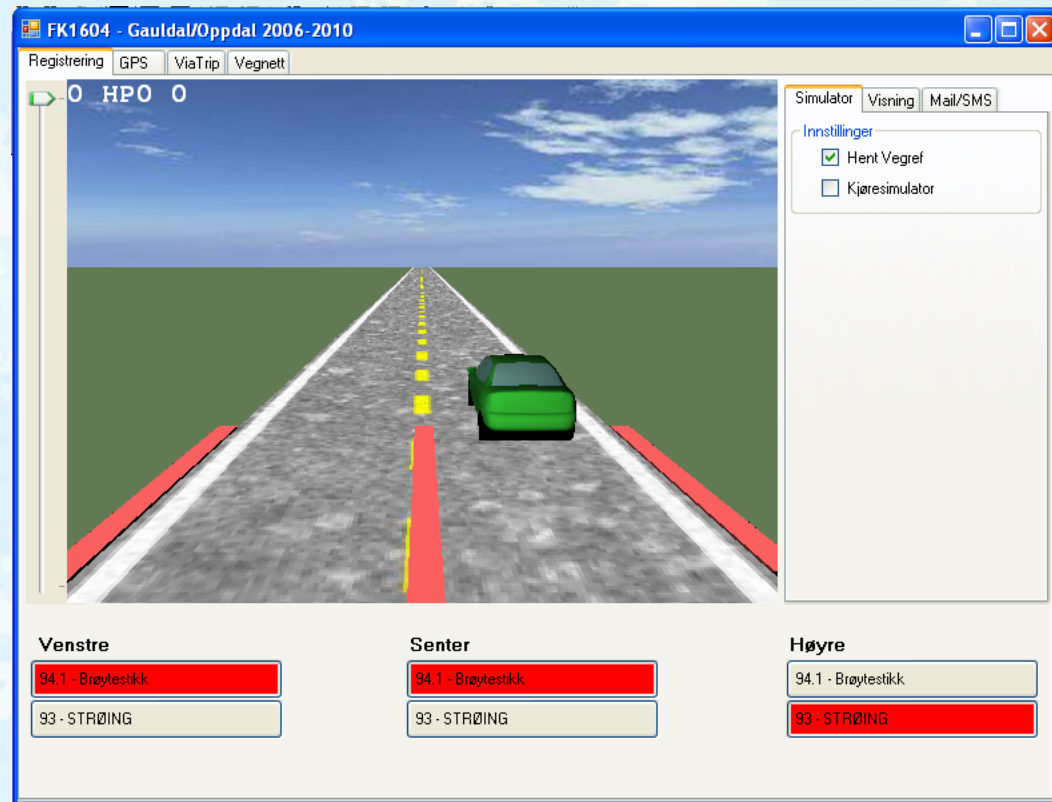 FK1604 - Gauldal/Oppdal 2006-2010
Registrering GPS ViaTrip Vegnett
0 HP0 0
Simulator Visning Mail/SMS
Innstillinger
Hent Vegref
Kjøresimulator
Venstre Senter Høyre
94.1 - Brøytestikk 94.1 - Brøytestikk 94.1 - Brøytestikk
93 - STRØING 93 - STRØING 93 - STRØING